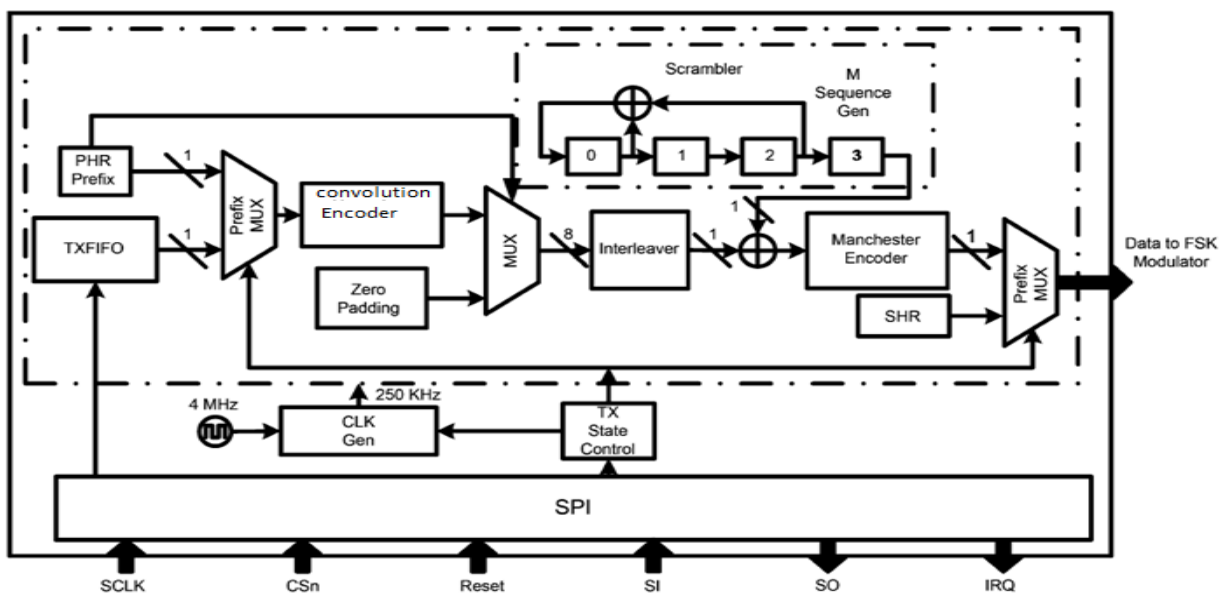 Scrambler
M
Sequence
Gen
PHR
Prefix
1
0
1
2
3
Prefix
MUX
convolution
Encoder
TXFIFO
1
MUX
8
Interleaver
1
1
Manchester
Encoder
1
Prefix
MUX
Data to FSK
Modulator
Zero
Padding
SHR
4 MHz
250 KHz
CLK
Gen
TX
State
Control
SPI
SCLK
CSn
Reset
SI
SO
IRQ